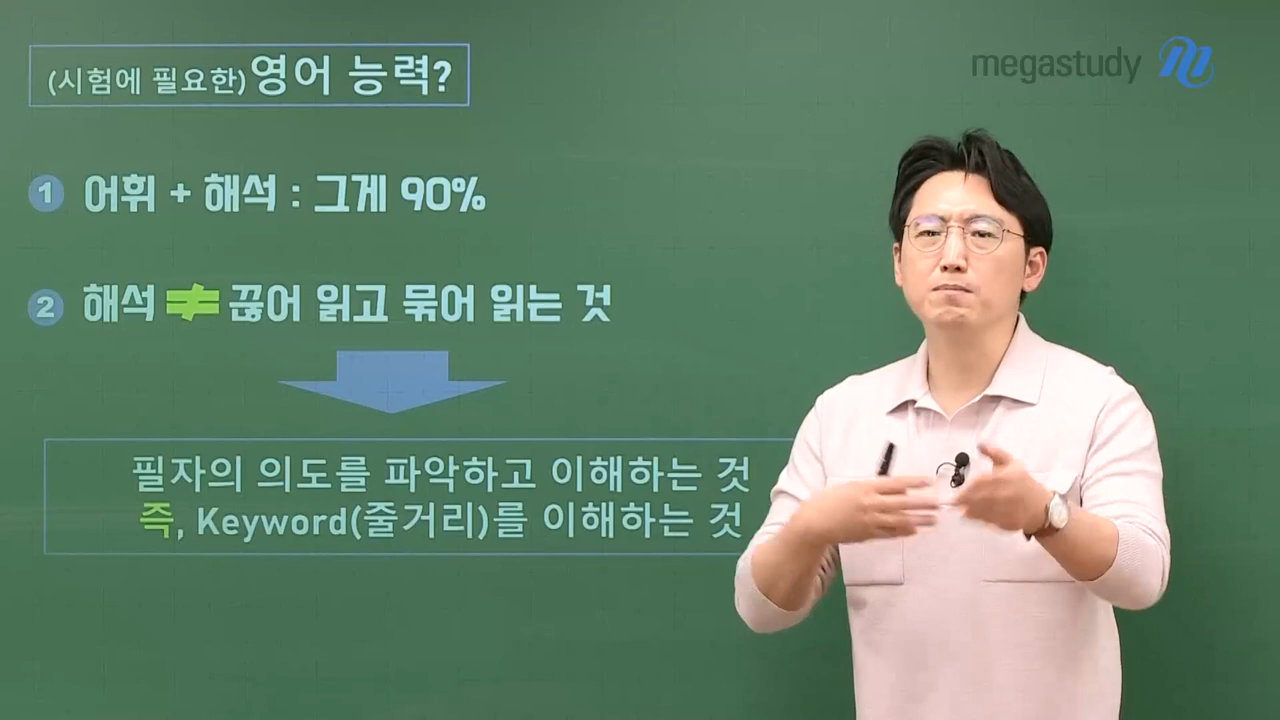 (시험에 필요한)영어 능력?
megastudy
1 어휘 + 해석 : 그게 90%
2 해석 ≠ 끊어 읽고 묶어 읽는 것
필자의 의도를 파악하고 이해하는 것
즉, Keyword(줄거리)를 이해하는 것